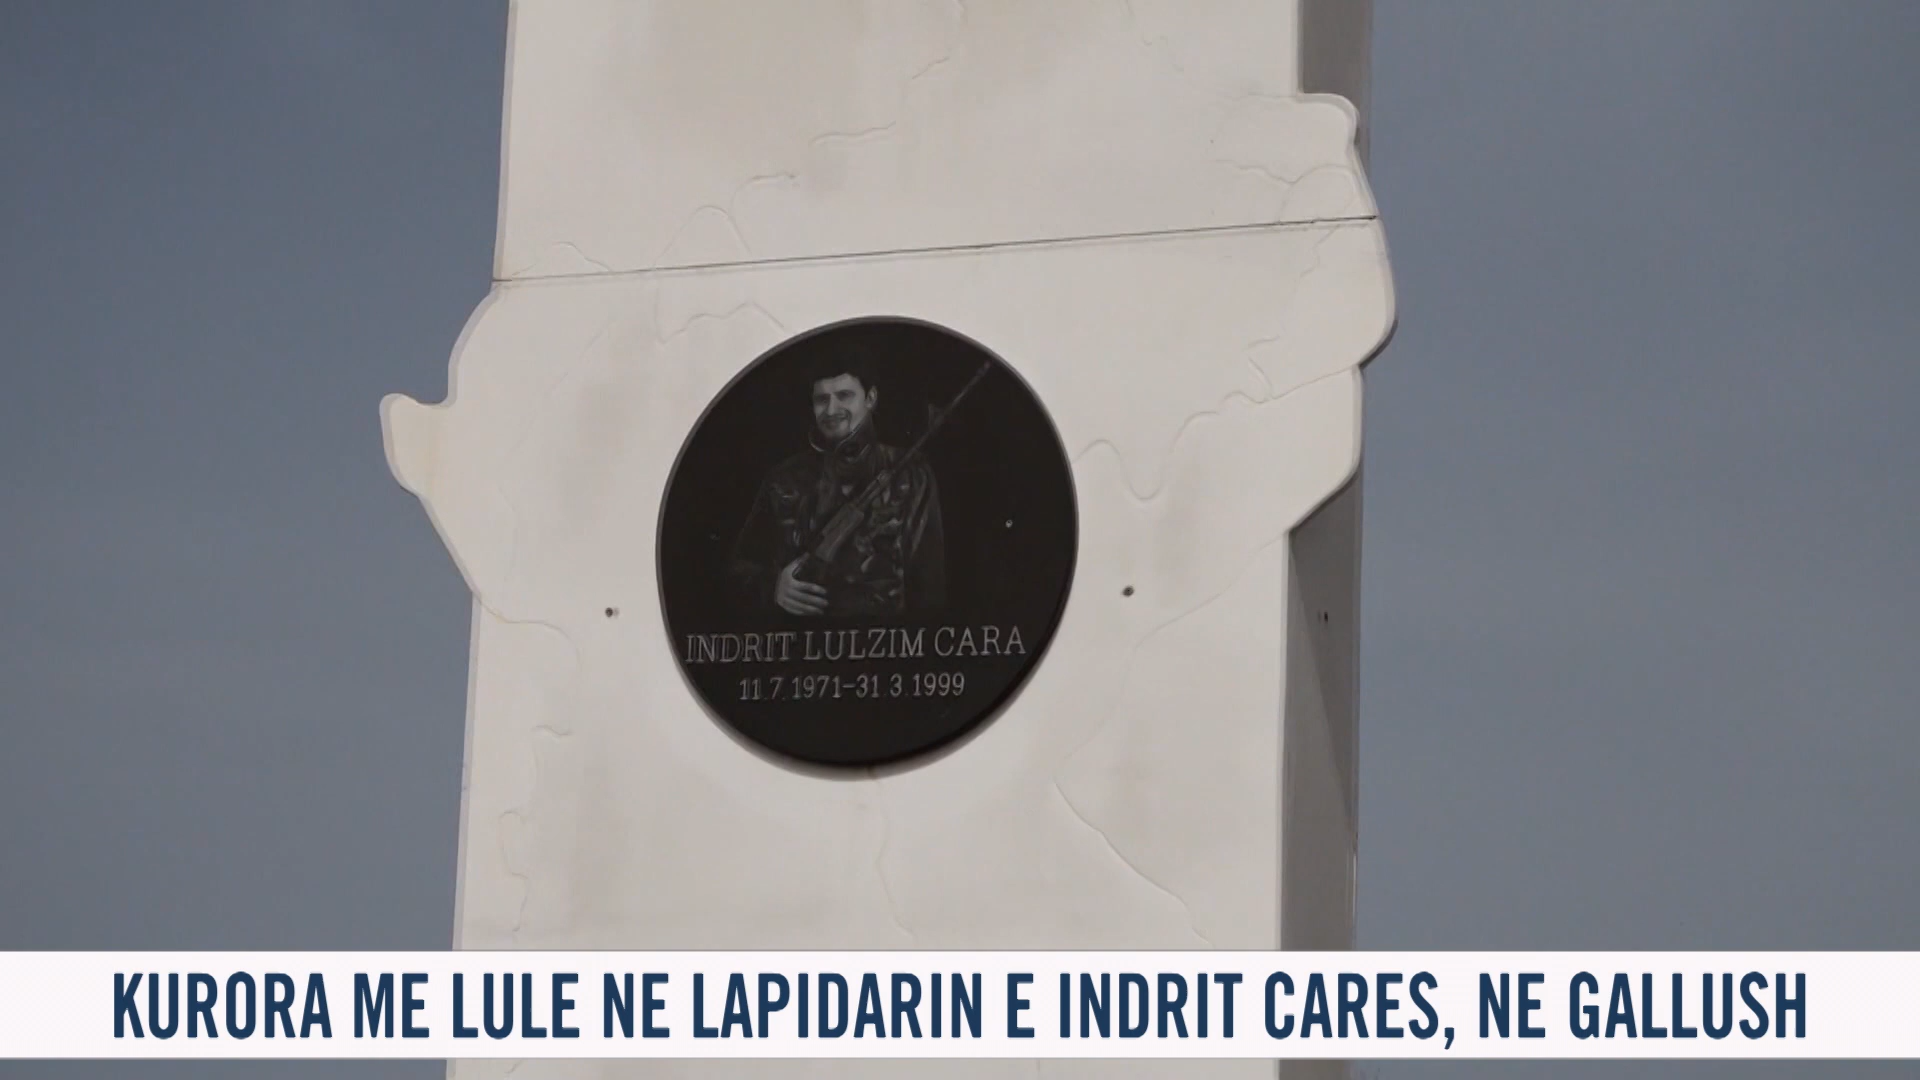 INDRIT LULZIM CARA
11.7.1971-31.3.1999
KURORA ME LULE NE LAPIDARIN E INDRIT CARES, NE GALLUSH